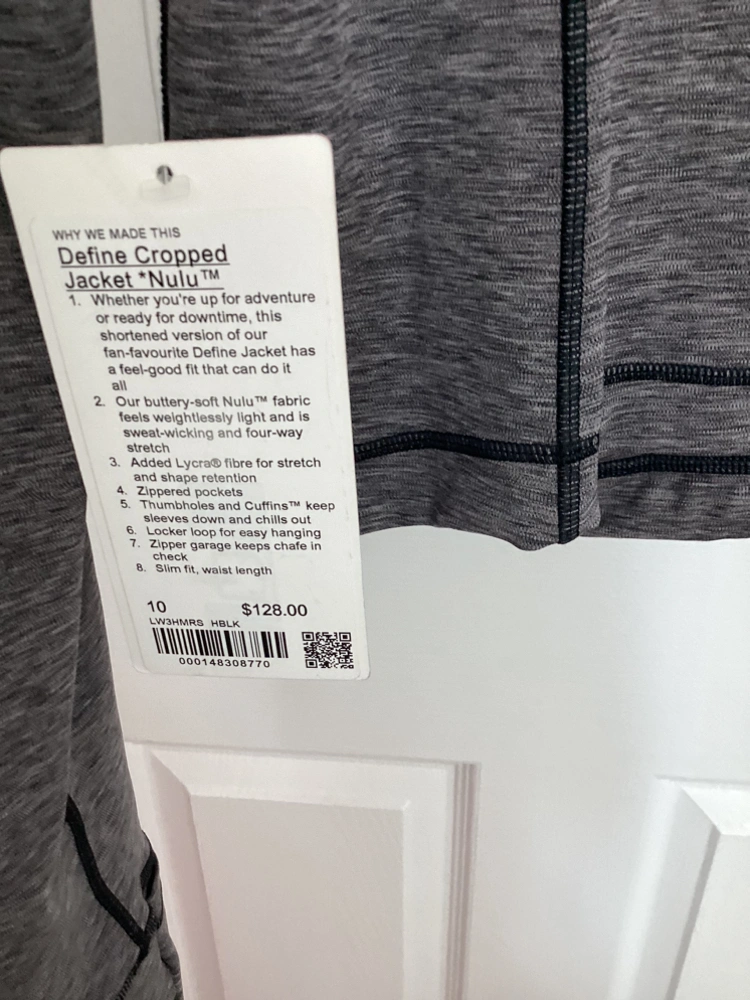 WHY WE MADE THIS
Define Cropped
Jacket *Nulu™
1. Whether you're up for adventure
or ready for downtime, this
shortened version of our
fan-favourite Define Jacket has
a feel-good fit that can do it
all
2. Our buttery-soft Nulu™ fabric
feels weightlessly light and is
sweat-wicking and four-way
stretch
3. Added Lycra® fibre for stretch
and shape retention
4. Zippered pockets
5. Thumbholes and Cuffins™ keep
sleeves down and chills out
6. Locker loop for easy hanging
7. Zipper garage keeps chafe in
check
8. Slim fit, waist length
10 $128.00
LW3HMRS HBLK
000148308770